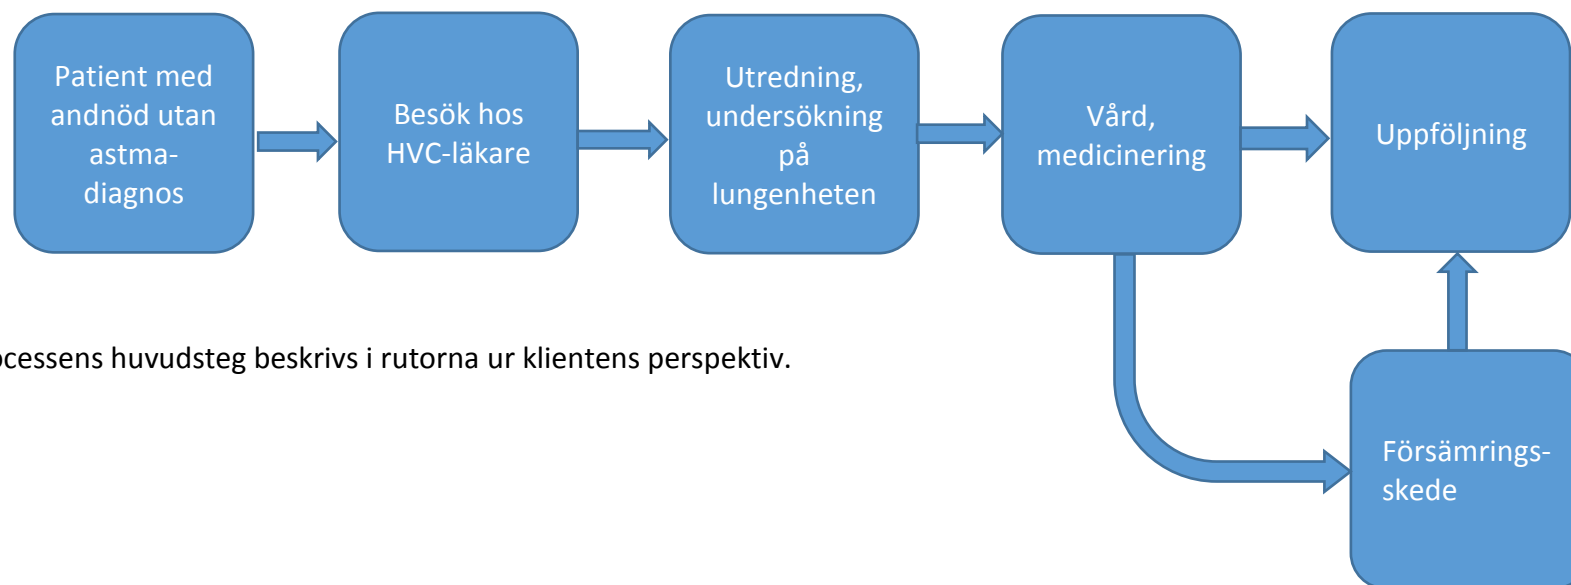 Patient med
andnöd utan
astma-
diagnos
Besök hos
HVC-läkare
Utredning,
undersökning
på
lungenheten
Vård,
medicinering
Uppföljning
ocessens huvudsteg beskrivs i rutorna ur klientens perspektiv.
Försämrings-
skede